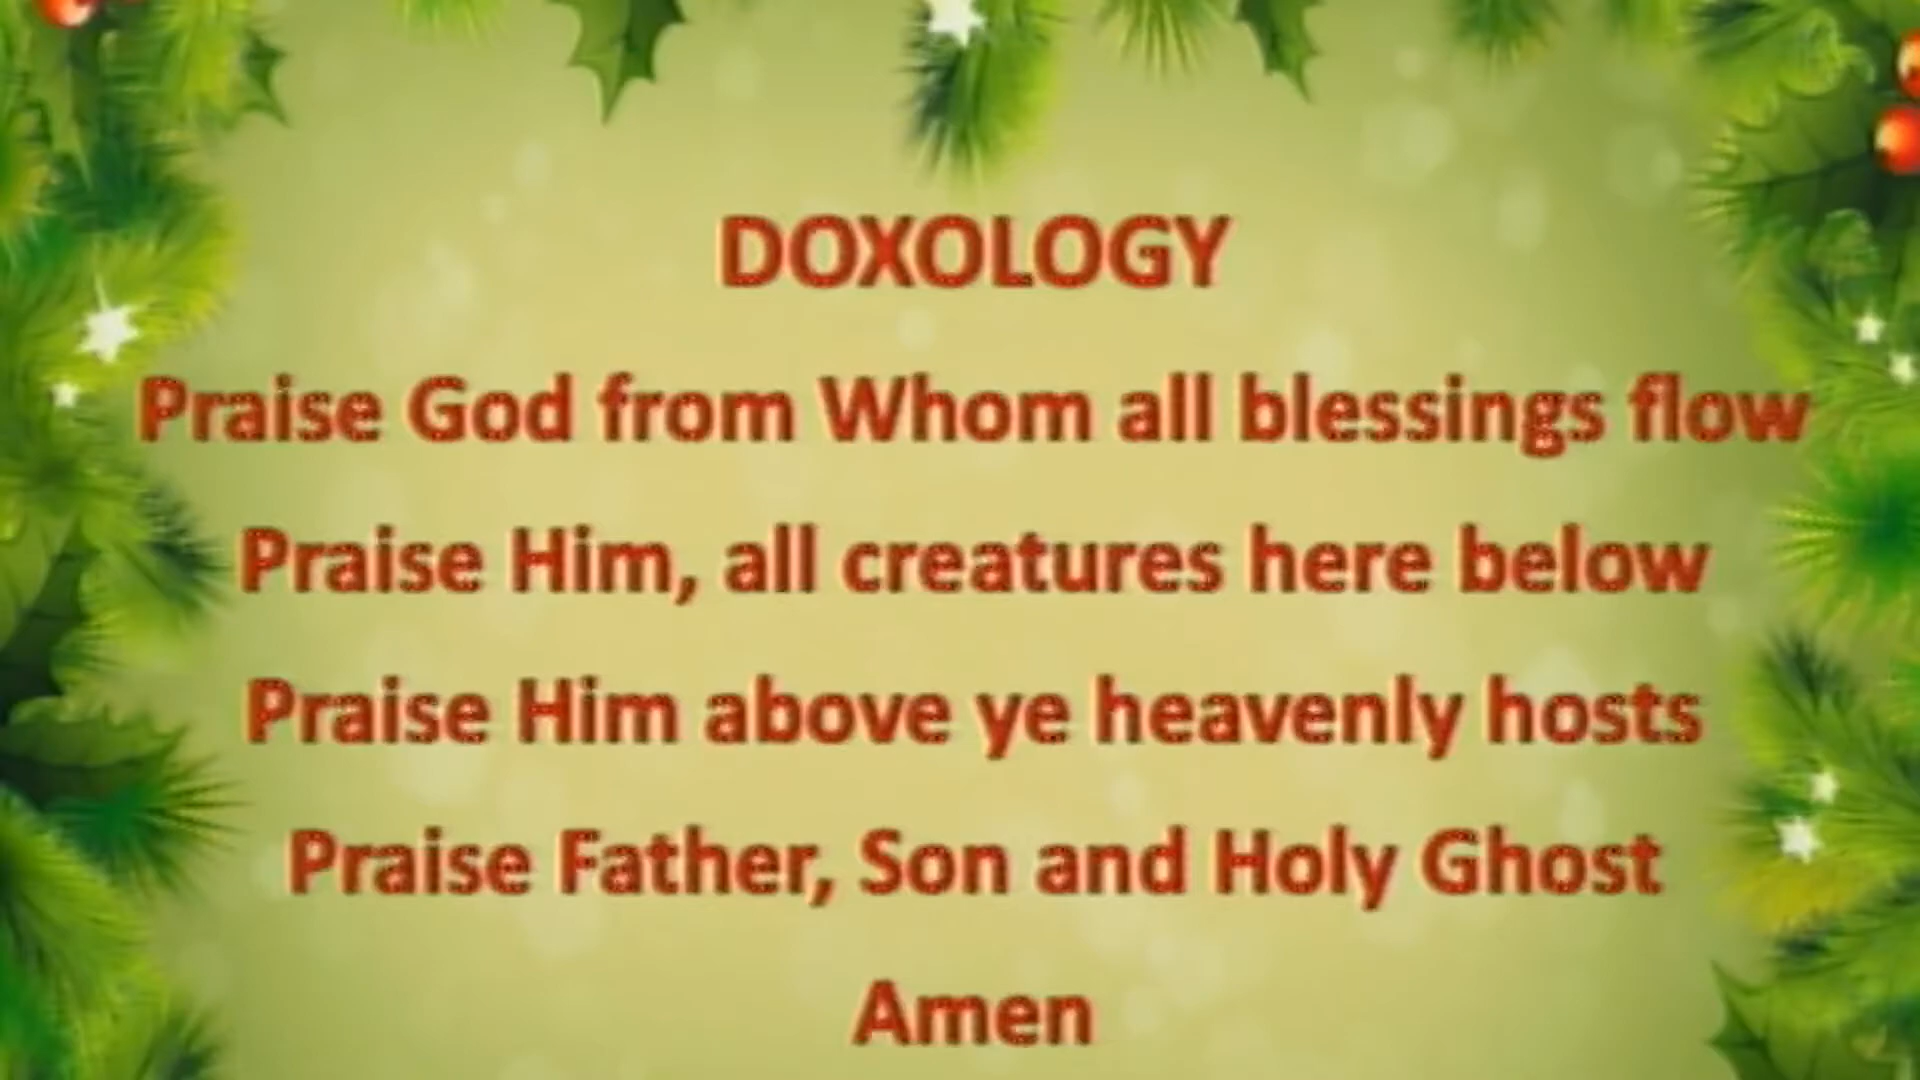 DOXOLOGY
Praise God from Whom all blessings flow
Praise Him, all creatures here below
Praise Him above ye heavenly hosts
Praise Father, Son and Holy Ghost
Amen